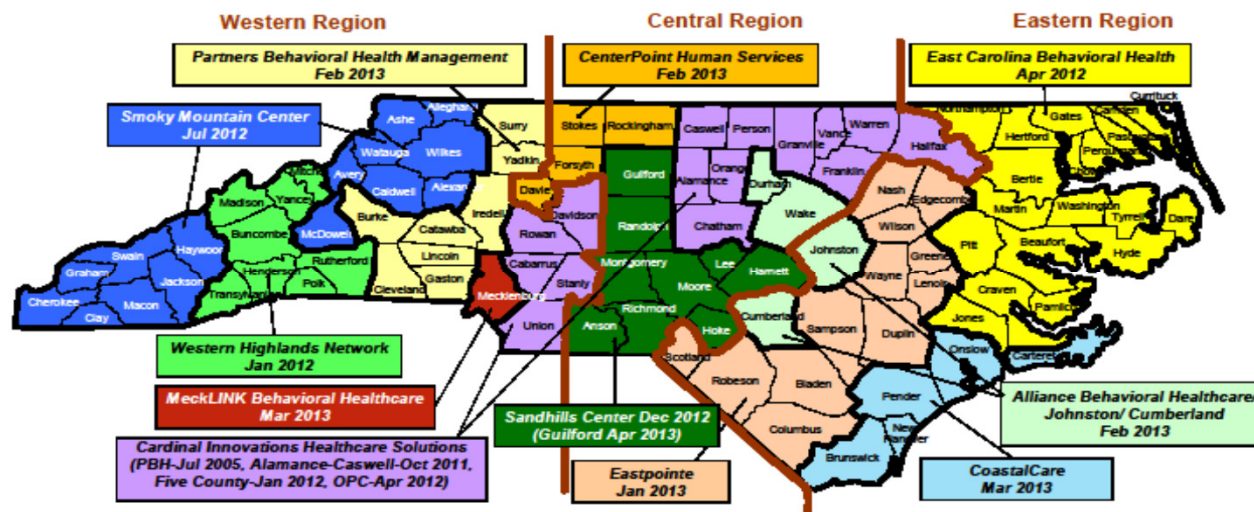 Western Region
Central Region
Eastern Region
Partners Behavioral Health Management
Feb 2013
CenterPoint Human Services
Feb 2013
East Carolina Behavioral Health
Apr 2012
Smoky Mountain Center
Jul 2012
Currituck
Northampton
Gates
Camden
Hertford
Ashe
Surry
Stokes
Rockingham
Caswell
Person
Vance
Warren
Granville
Halifax
Watauga
Wilkes
Yadkin
Forsyth
Guilford
Alamance
Durham
Franklin
Bertle
Avery
Caldwell
Davie
Nash
Edgecombe
Madison
Yancey
Burke
Iredell
Davidson
Randolph
Chatham
Wake
Martin
Washington
Tyrrell
Dare
McDowell
Catawba
Rowan
Johnston
Wilson
Pitt
Beaufort
Hyde
Buncombe
Haywood
Swain
Graham
Rutherford
Lincoln
Cabarrus
Montgomery
Lee
Harnett
Wayne
Greene
Lenoir
Craven
Pamlico
Henderson
Polk
Jackson
Cherokee
Macon
Clay
Cleveland
Gaston
Mecklenburg
Stanly
Moore
Richmond
Cumberland
Sampson
Duplin
Jones
Union
Anson
Hoke
Scotland
Onslow
Carteret
Robeson
Bladen
Pender
Columbus
New
Hanover
Brunswick
Western Highlands Network
Jan 2012
MeckLINK Behavioral Healthcare
Mar 2013
Cardinal Innovations Healthcare Solutions
(PBH-Jul 2005, Alamance-Caswell-Oct 2011,
Five County-Jan 2012, OPC-Apr 2012)
Sandhills Center Dec 2012
(Guilford Apr 2013)
Eastpointe
Jan 2013
Alliance Behavioral Healthcare/
Johnston/ Cumberland
Feb 2013
CoastalCare
Mar 2013